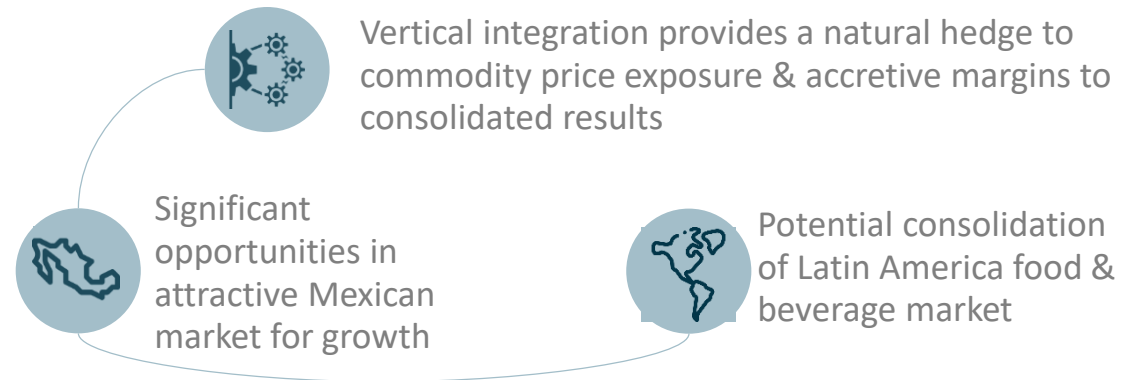 Vertical integration provides a natural hedge to
commodity price exposure & accretive margins to
consolidated results
Significant
opportunities in
attractive Mexican
market for growth
Potential consolidation
of Latin America food &
beverage market